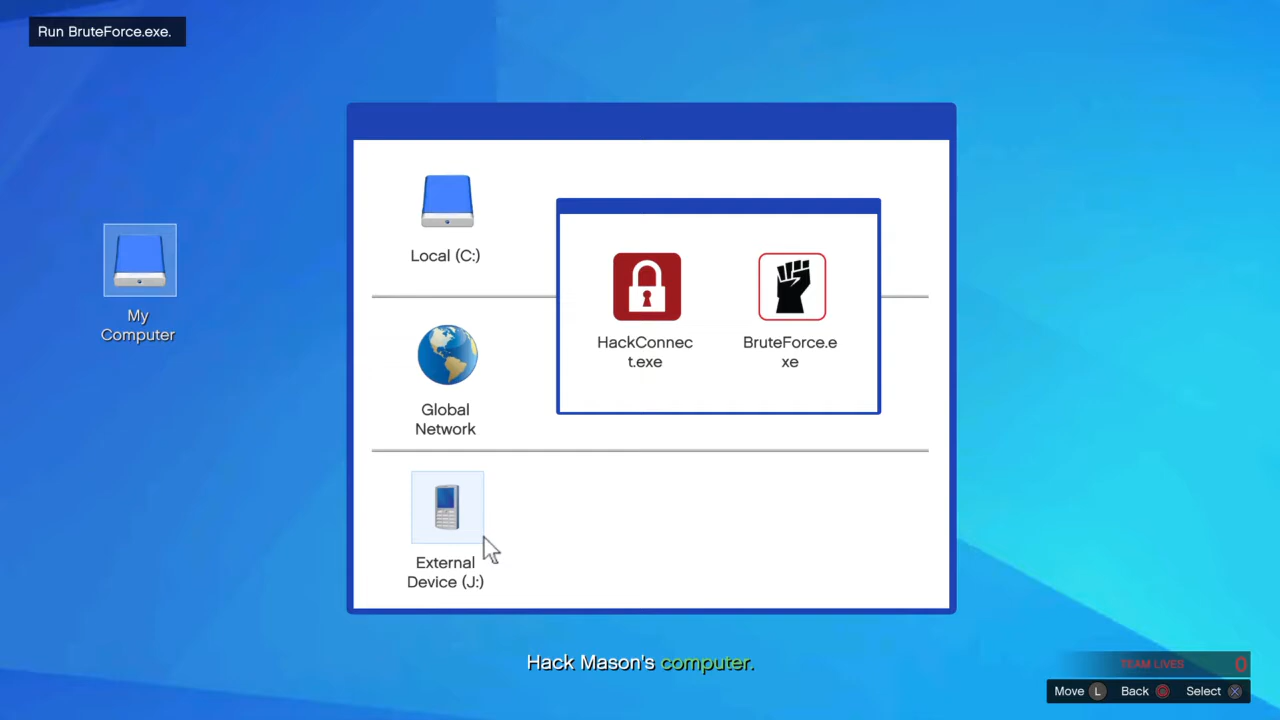 Run BruteForce.exe.
Local (C:)
HackConnec
t.exe
BruteForce.e
xe
My
Computer
Global
Network
External
Device (J:)
Hack Mason's computer.
TEAM LIVES 0
Move L Back Select